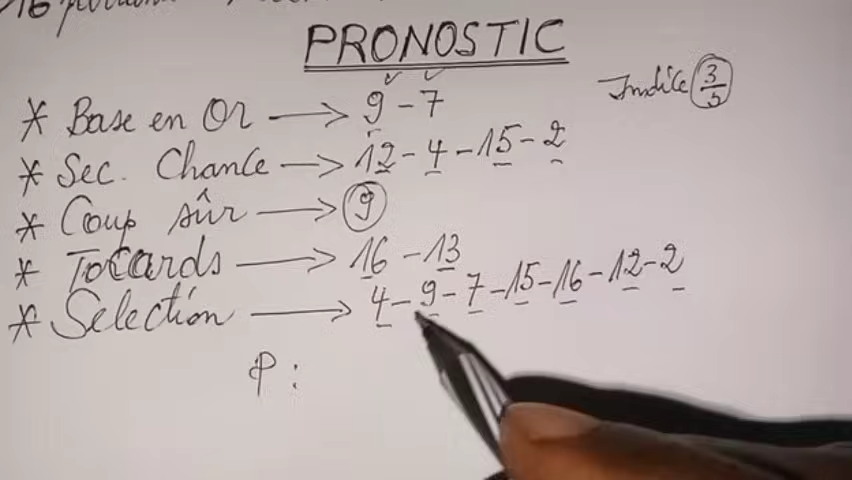 16
PRONOSTIC
Indice 3/5
* Base en Or → 9 - 7
* Sec. Chance → 12 - 4 - 15 - 2
* Coup sûr → 9
* Tocards → 16 - 13
* Selection → 4 - 9 - 7 - 15 - 16 - 12 - 2
P :